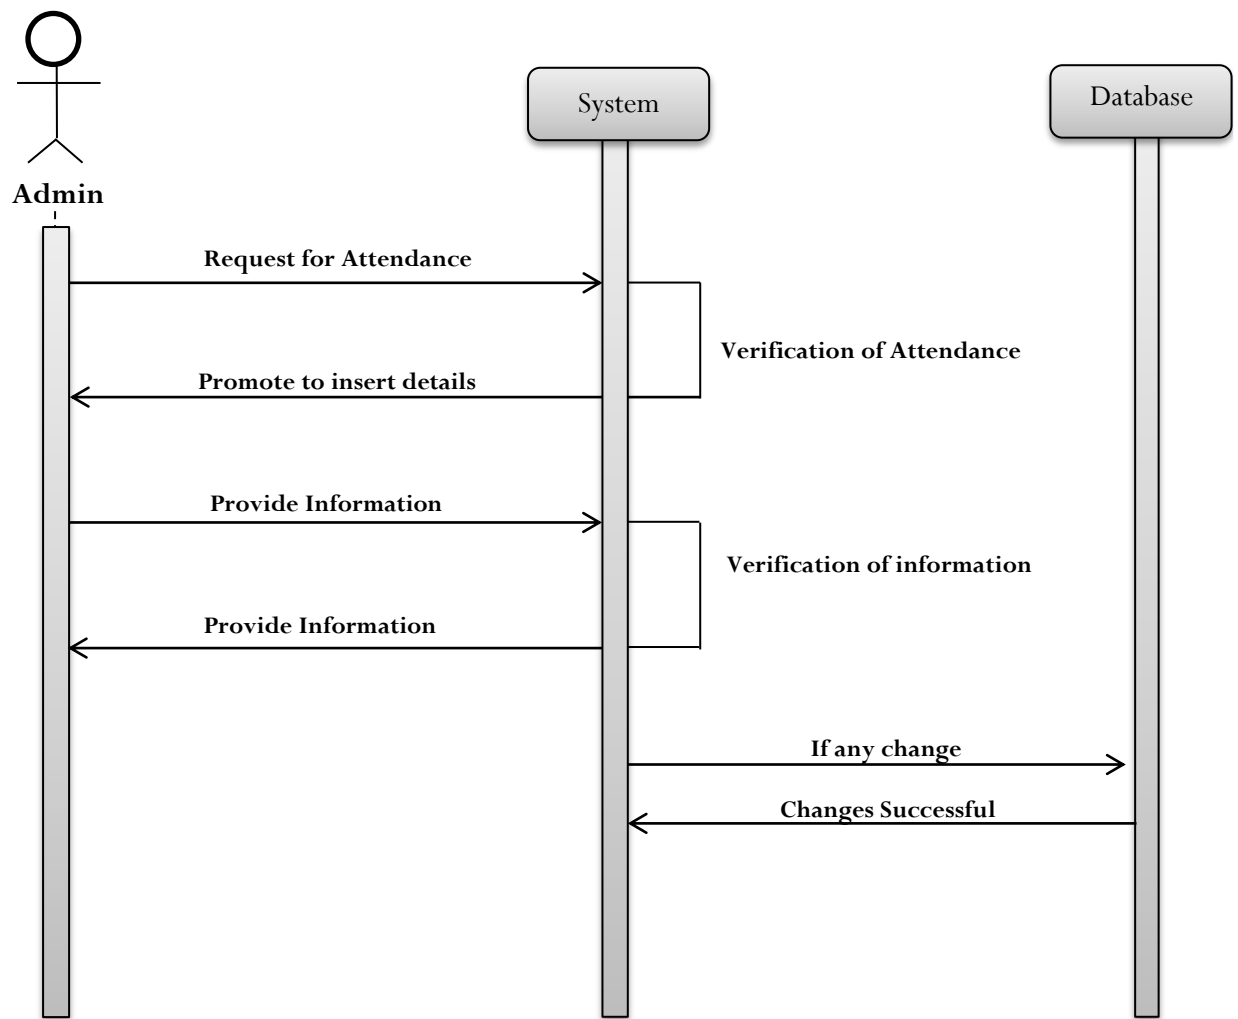 System
Database
Admin
Request for Attendance
Verification of Attendance
Promote to insert details
Provide Information
Verification of information
Provide Information
If any change
Changes Successful